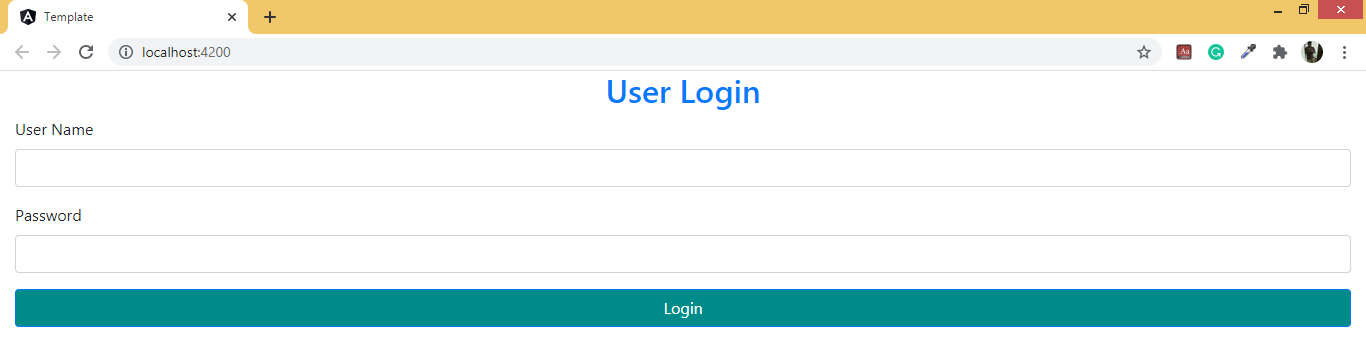 Template
localhost:4200
User Login
User Name
Password
Login